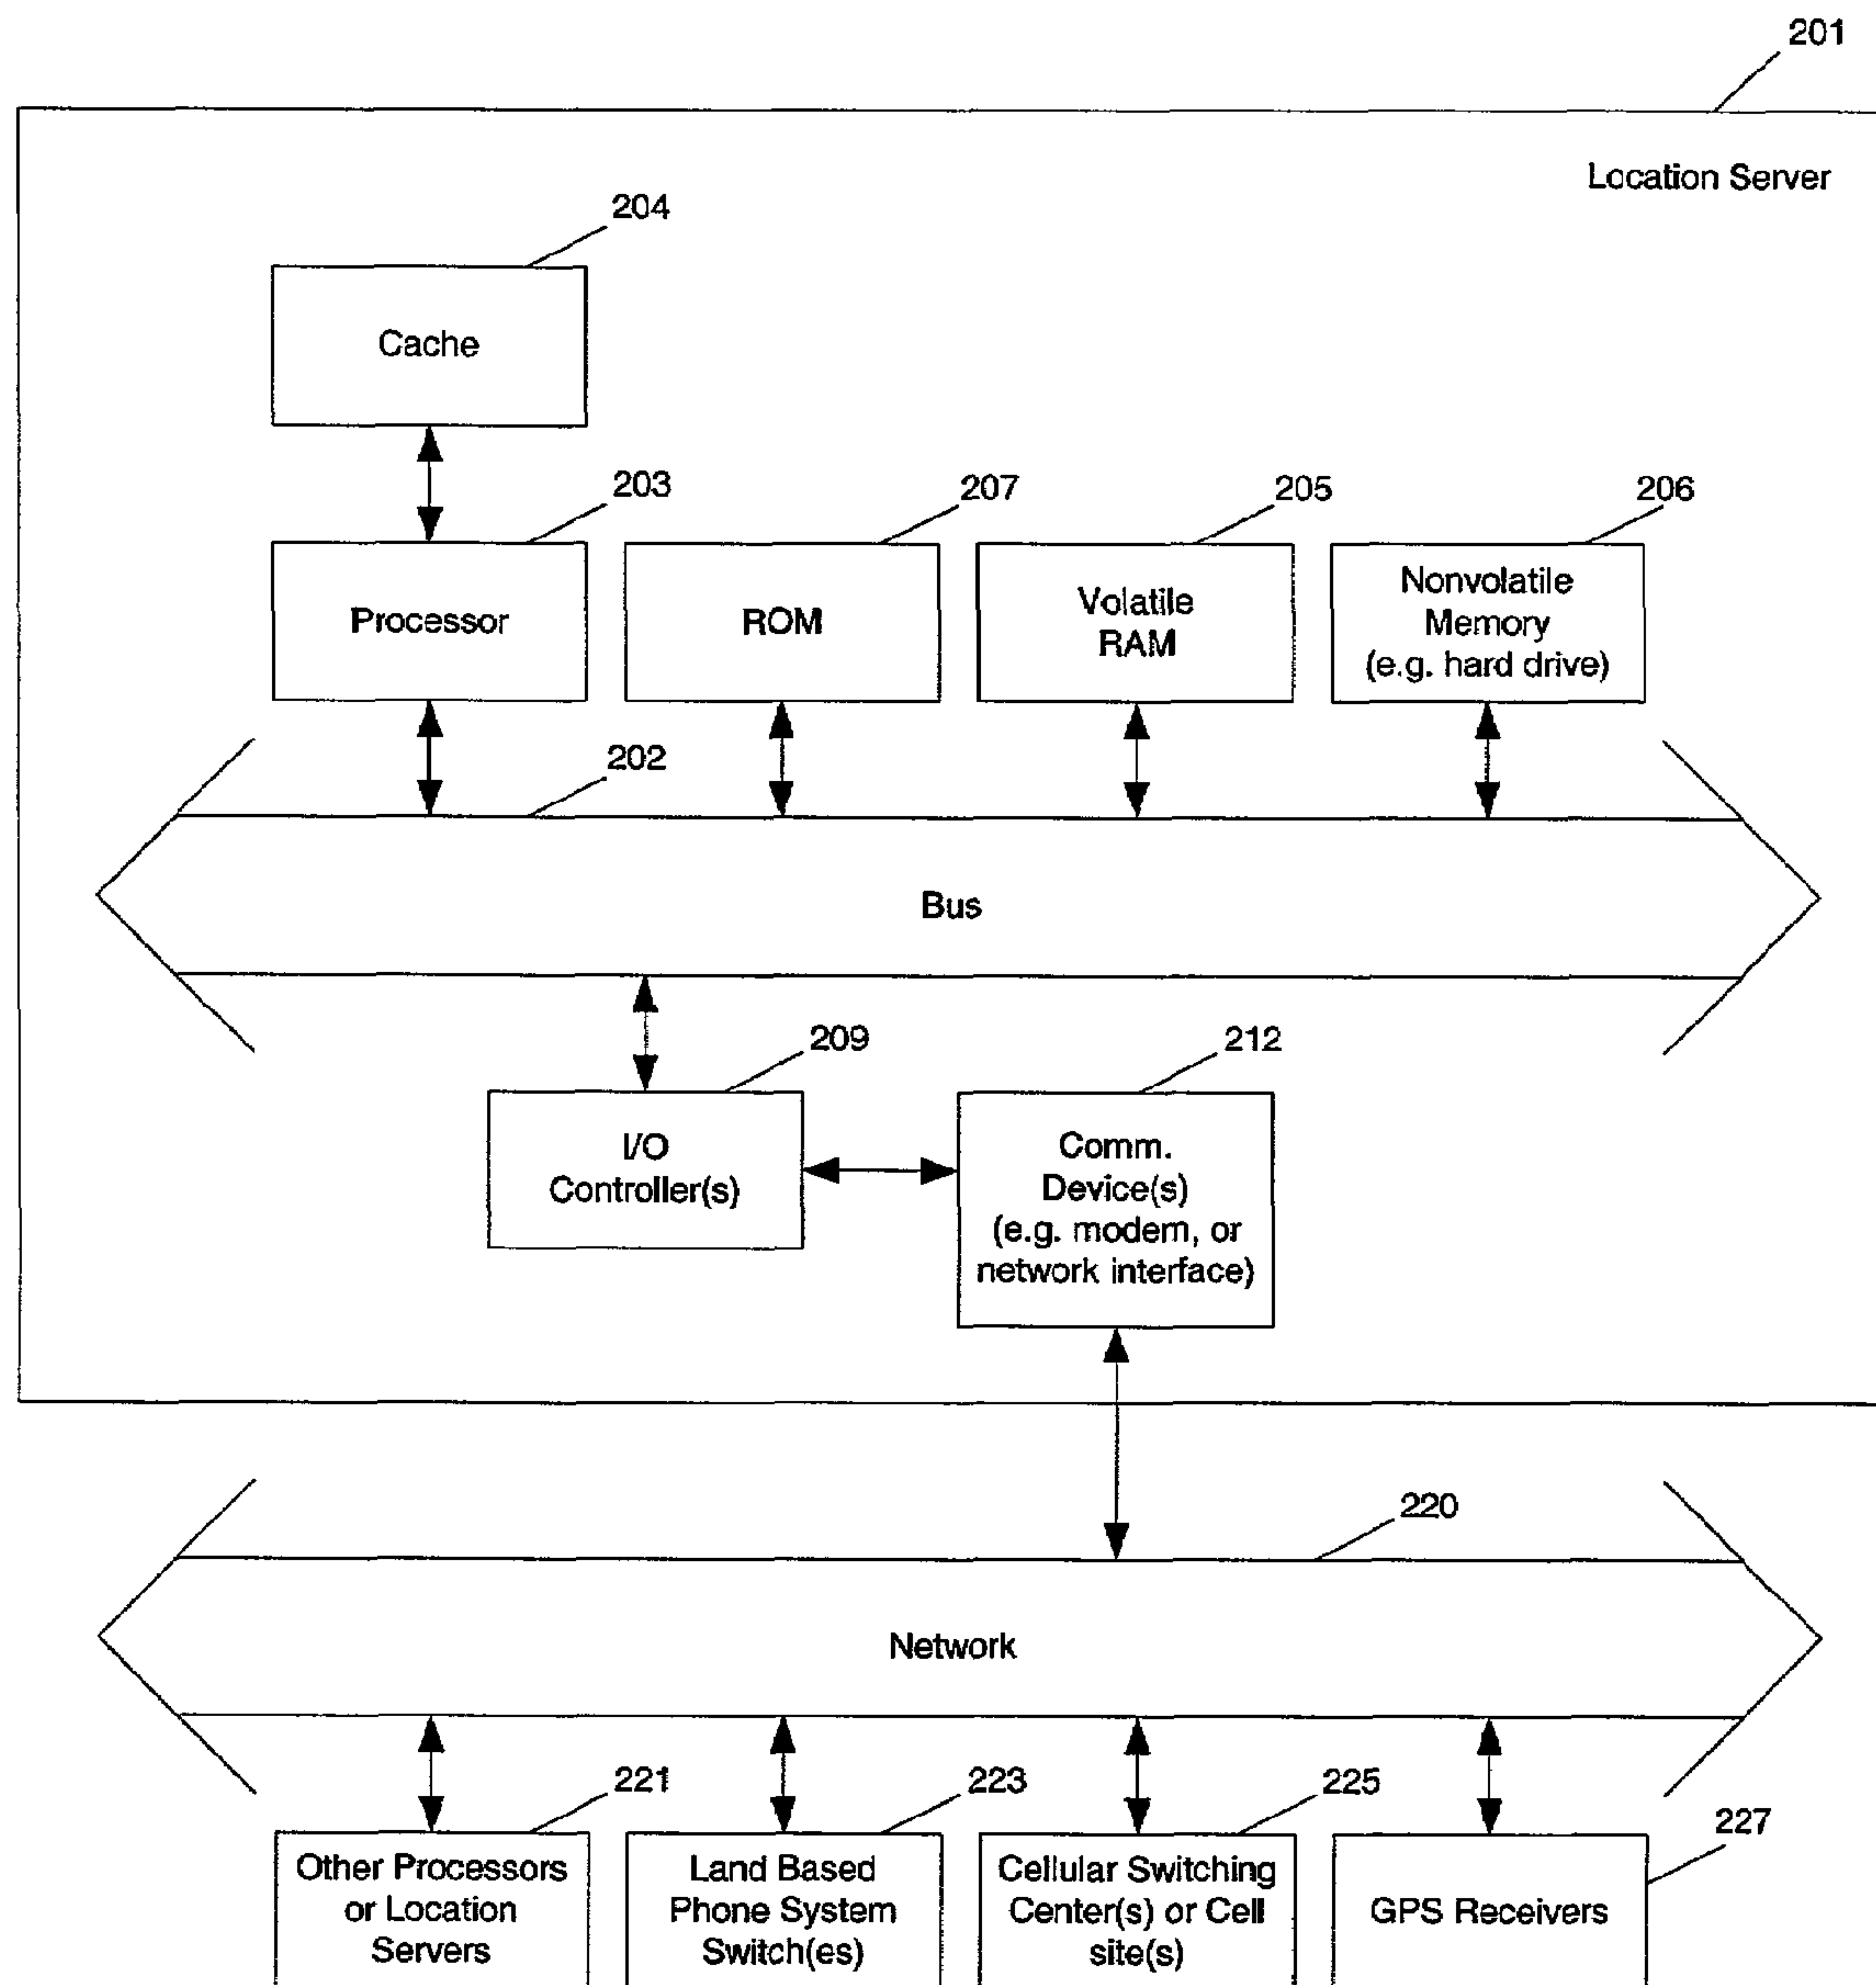 201
Location Server
204
Cache
203
207
205
206
Processor
ROM
Volatile
RAM
Nonvolatile
Memory
(e.g. hard drive)
202
Bus
209
212
I/O
Controller(s)
Comm.
Device(s)
(e.g. modem, or
network interface)
220
Network
221
223
225
227
Other Processors
or Location
Servers
Land Based
Phone System
Switch(es)
Cellular Switching
Center(s) or Cell
site(s)
GPS Receivers